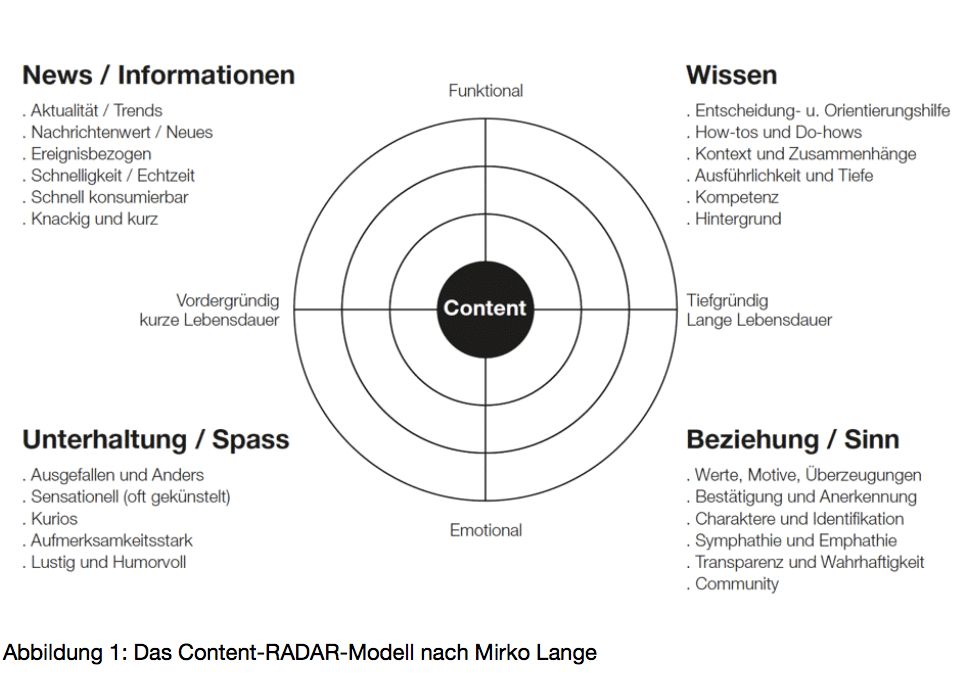 News / Informationen
. Aktualität / Trends
. Nachrichtenwert / Neues
. Ereignisbezogen
. Schnelligkeit / Echtzeit
. Schnell konsumierbar
. Knackig und kurz
Funktional
Wissen
. Entscheidung- u. Orientierungshilfe
. How-tos und Do-hows
. Kontext und Zusammenhänge
. Ausführlichkeit und Tiefe
. Kompetenz
. Hintergrund
Vordergründig
kurze Lebensdauer
Content
Tiefgründig
Lange Lebensdauer
Unterhaltung / Spass
. Ausgefallen und Anders
. Sensationell (oft gekünstelt)
. Kurios
. Aufmerksamkeitsstark
. Lustig und Humorvoll
Emotional
Beziehung / Sinn
. Werte, Motive, Überzeugungen
. Bestätigung und Anerkennung
. Charaktere und Identifikation
. Symphathie und Emphathie
. Transparenz und Wahrhaftigkeit
. Community
Abbildung 1: Das Content-RADAR-Modell nach Mirko Lange